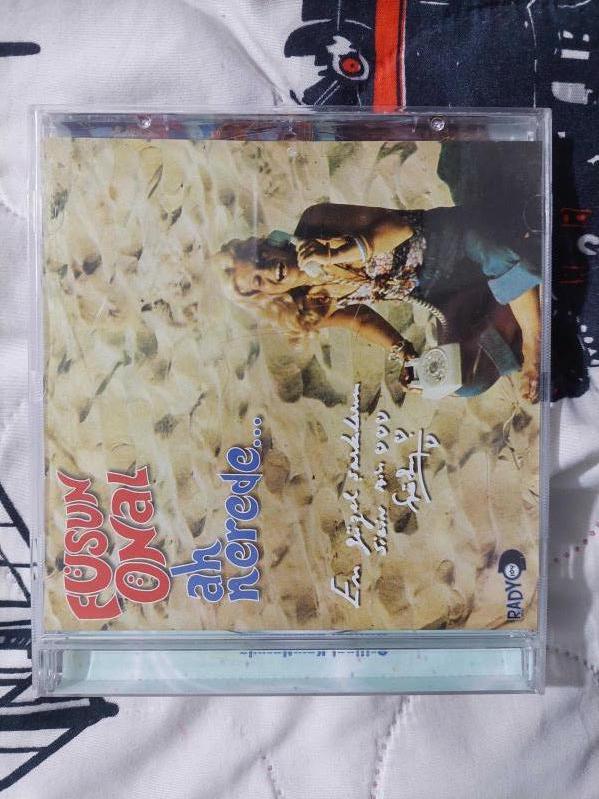 FÜSUN
ÖNAL
ah
nerede...
En güzel şarkılarım
sizin için
RADYO